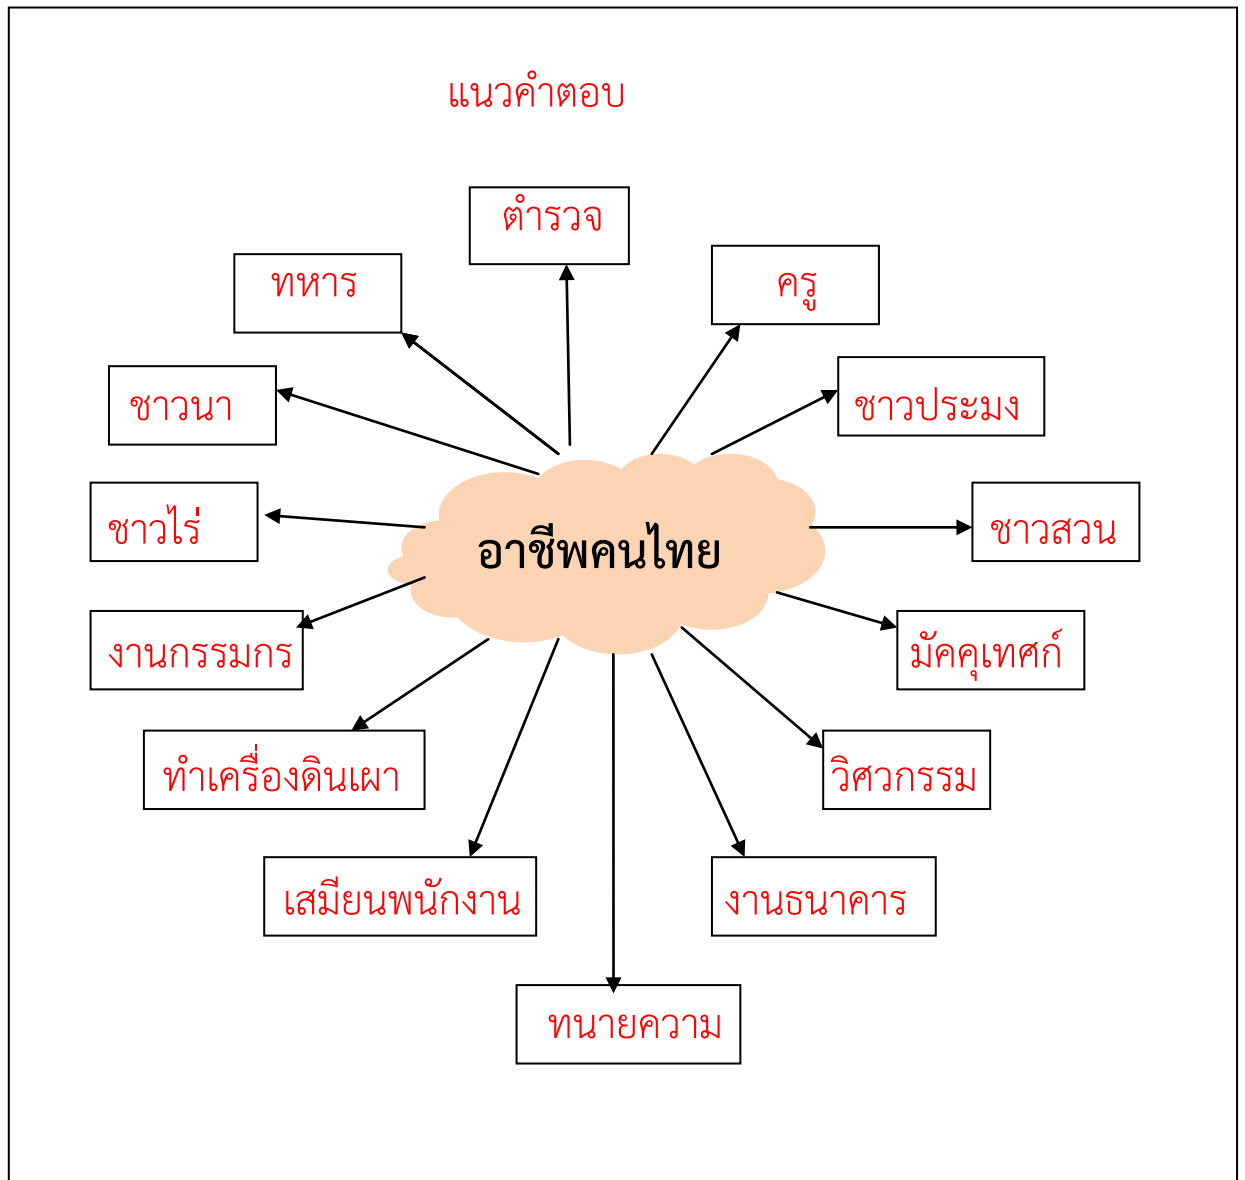 แนวคำตอบ
ตำรวจ
ทหาร
ครู
ชาวนา
ชาวประมง
ชาวไร่
อาชีพคนไทย
ชาวสวน
งานกรรมกร
มัคคุเทศก์
ทำเครื่องดินเผา
วิศวกรรม
เสมียนพนักงาน
งานธนาคาร
ทนายความ